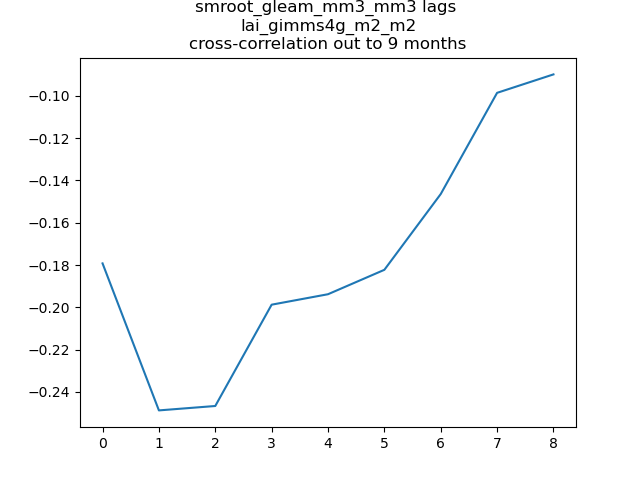 smroot_gleam_mm3_mm3 lags
lai_gimms4g_m2_m2
cross-correlation out to 9 months
−0.10
−0.12
−0.14
−0.16
−0.18
−0.20
−0.22
−0.24
0 1 2 3 4 5 6 7 8